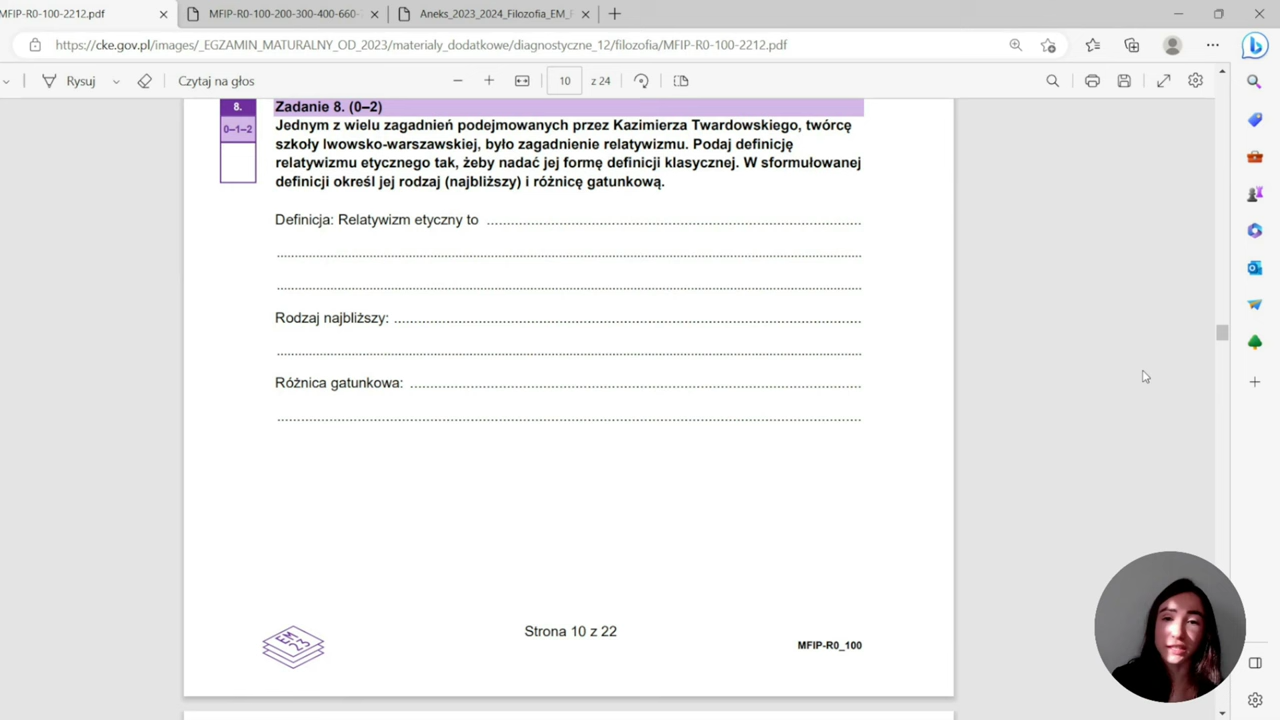 MFIP-R0-100-2212.pdf
MFIP-R0-100-200-300-400-660-
Aneks_2023_2024_Filozofia_EM_
https://cke.gov.pl/images/_EGZAMIN_MATURALNY_OD_2023/materialy_dodatkowe/diagnostyczne_12/filozofia/MFIP-R0-100-2212.pdf
Rysuj
Czytaj na głos
10 z 24
8.
Zadanie 8. (0–2)
0–1–2
Jednym z wielu zagadnień podejmowanych przez Kazimierza Twardowskiego, twórcę
szkoły lwowsko-warszawskiej, było zagadnienie relatywizmu. Podaj definicję
relatywizmu etycznego tak, żeby nadać jej formę definicji klasycznej. W sformułowanej
definicji określ jej rodzaj (najbliższy) i różnicę gatunkową.
Definicja: Relatywizm etyczny to
Rodzaj najbliższy:
Różnica gatunkowa:
EM
23
Strona 10 z 22
MFIP-R0_100